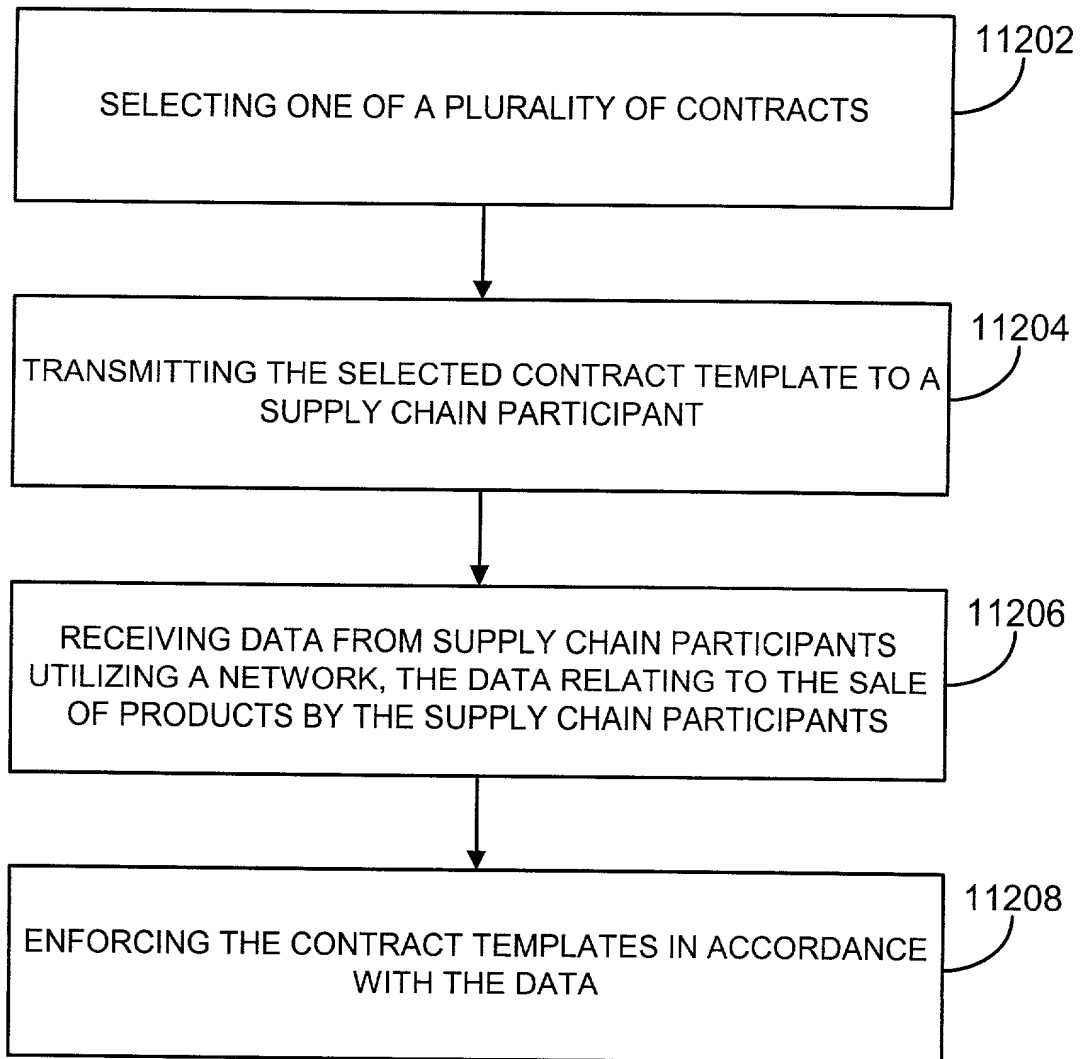 11202
SELECTING ONE OF A PLURALITY OF CONTRACTS
11204
TRANSMITTING THE SELECTED CONTRACT TEMPLATE TO A
SUPPLY CHAIN PARTICIPANT
11206
RECEIVING DATA FROM SUPPLY CHAIN PARTICIPANTS
UTILIZING A NETWORK, THE DATA RELATING TO THE SALE
OF PRODUCTS BY THE SUPPLY CHAIN PARTICIPANTS
11208
ENFORCING THE CONTRACT TEMPLATES IN ACCORDANCE
WITH THE DATA